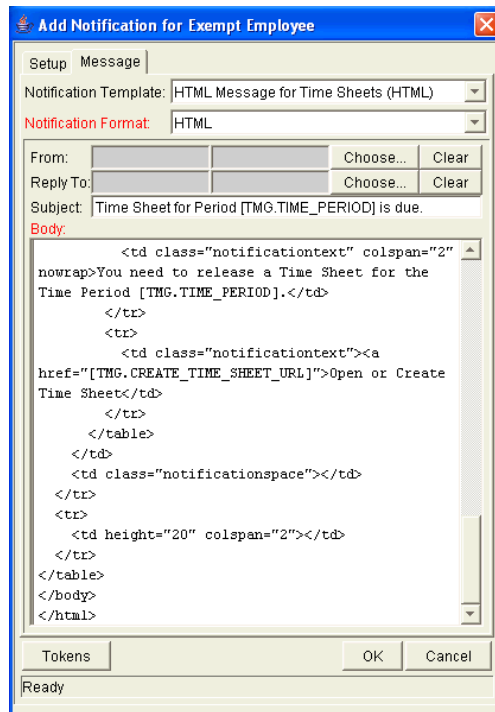 Add Notification for Exempt Employee
Setup Message
Notification Template: HTML Message for Time Sheets (HTML)
Notification Format: HTML
From: Choose... Clear
Reply To: Choose... Clear
Subject: Time Sheet for Period [TMG.TIME_PERIOD] is due.
Body:
<td class="notificationtext" colspan="2"
nowrap>You need to release a Time Sheet for the
Time Period [TMG.TIME_PERIOD].</td>
</tr>
<tr>
<td class="notificationtext"><a
href="[TMG.CREATE_TIME_SHEET_URL]">Open or Create
Time Sheet</td>
</tr>
</table>
</td>
<td class="notificationspace"></td>
</tr>
<tr>
<td height="20" colspan="2"></td>
</tr>
</table>
</body>
</html>
Tokens OK Cancel
Ready